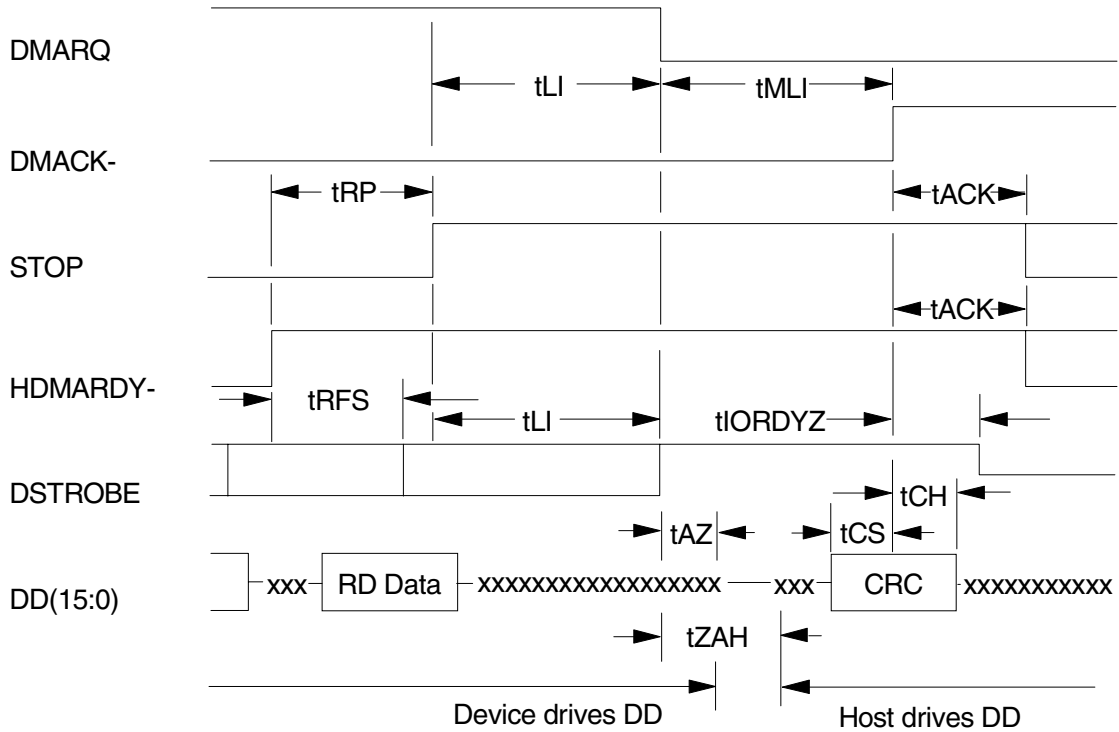 DMARQ
tLI
tMLI
DMACK-
tRP
tACK
STOP
tACK
HDMARDY-
tRFS
tLI
tIORDYZ
DSTROBE
tCH
tAZ
tCS
DD(15:0)
xxx
RD Data
xxxxxxxxxxxxxxxxxx
xxx
CRC
xxxxxxxxxxx
tZAH
Device drives DD
Host drives DD